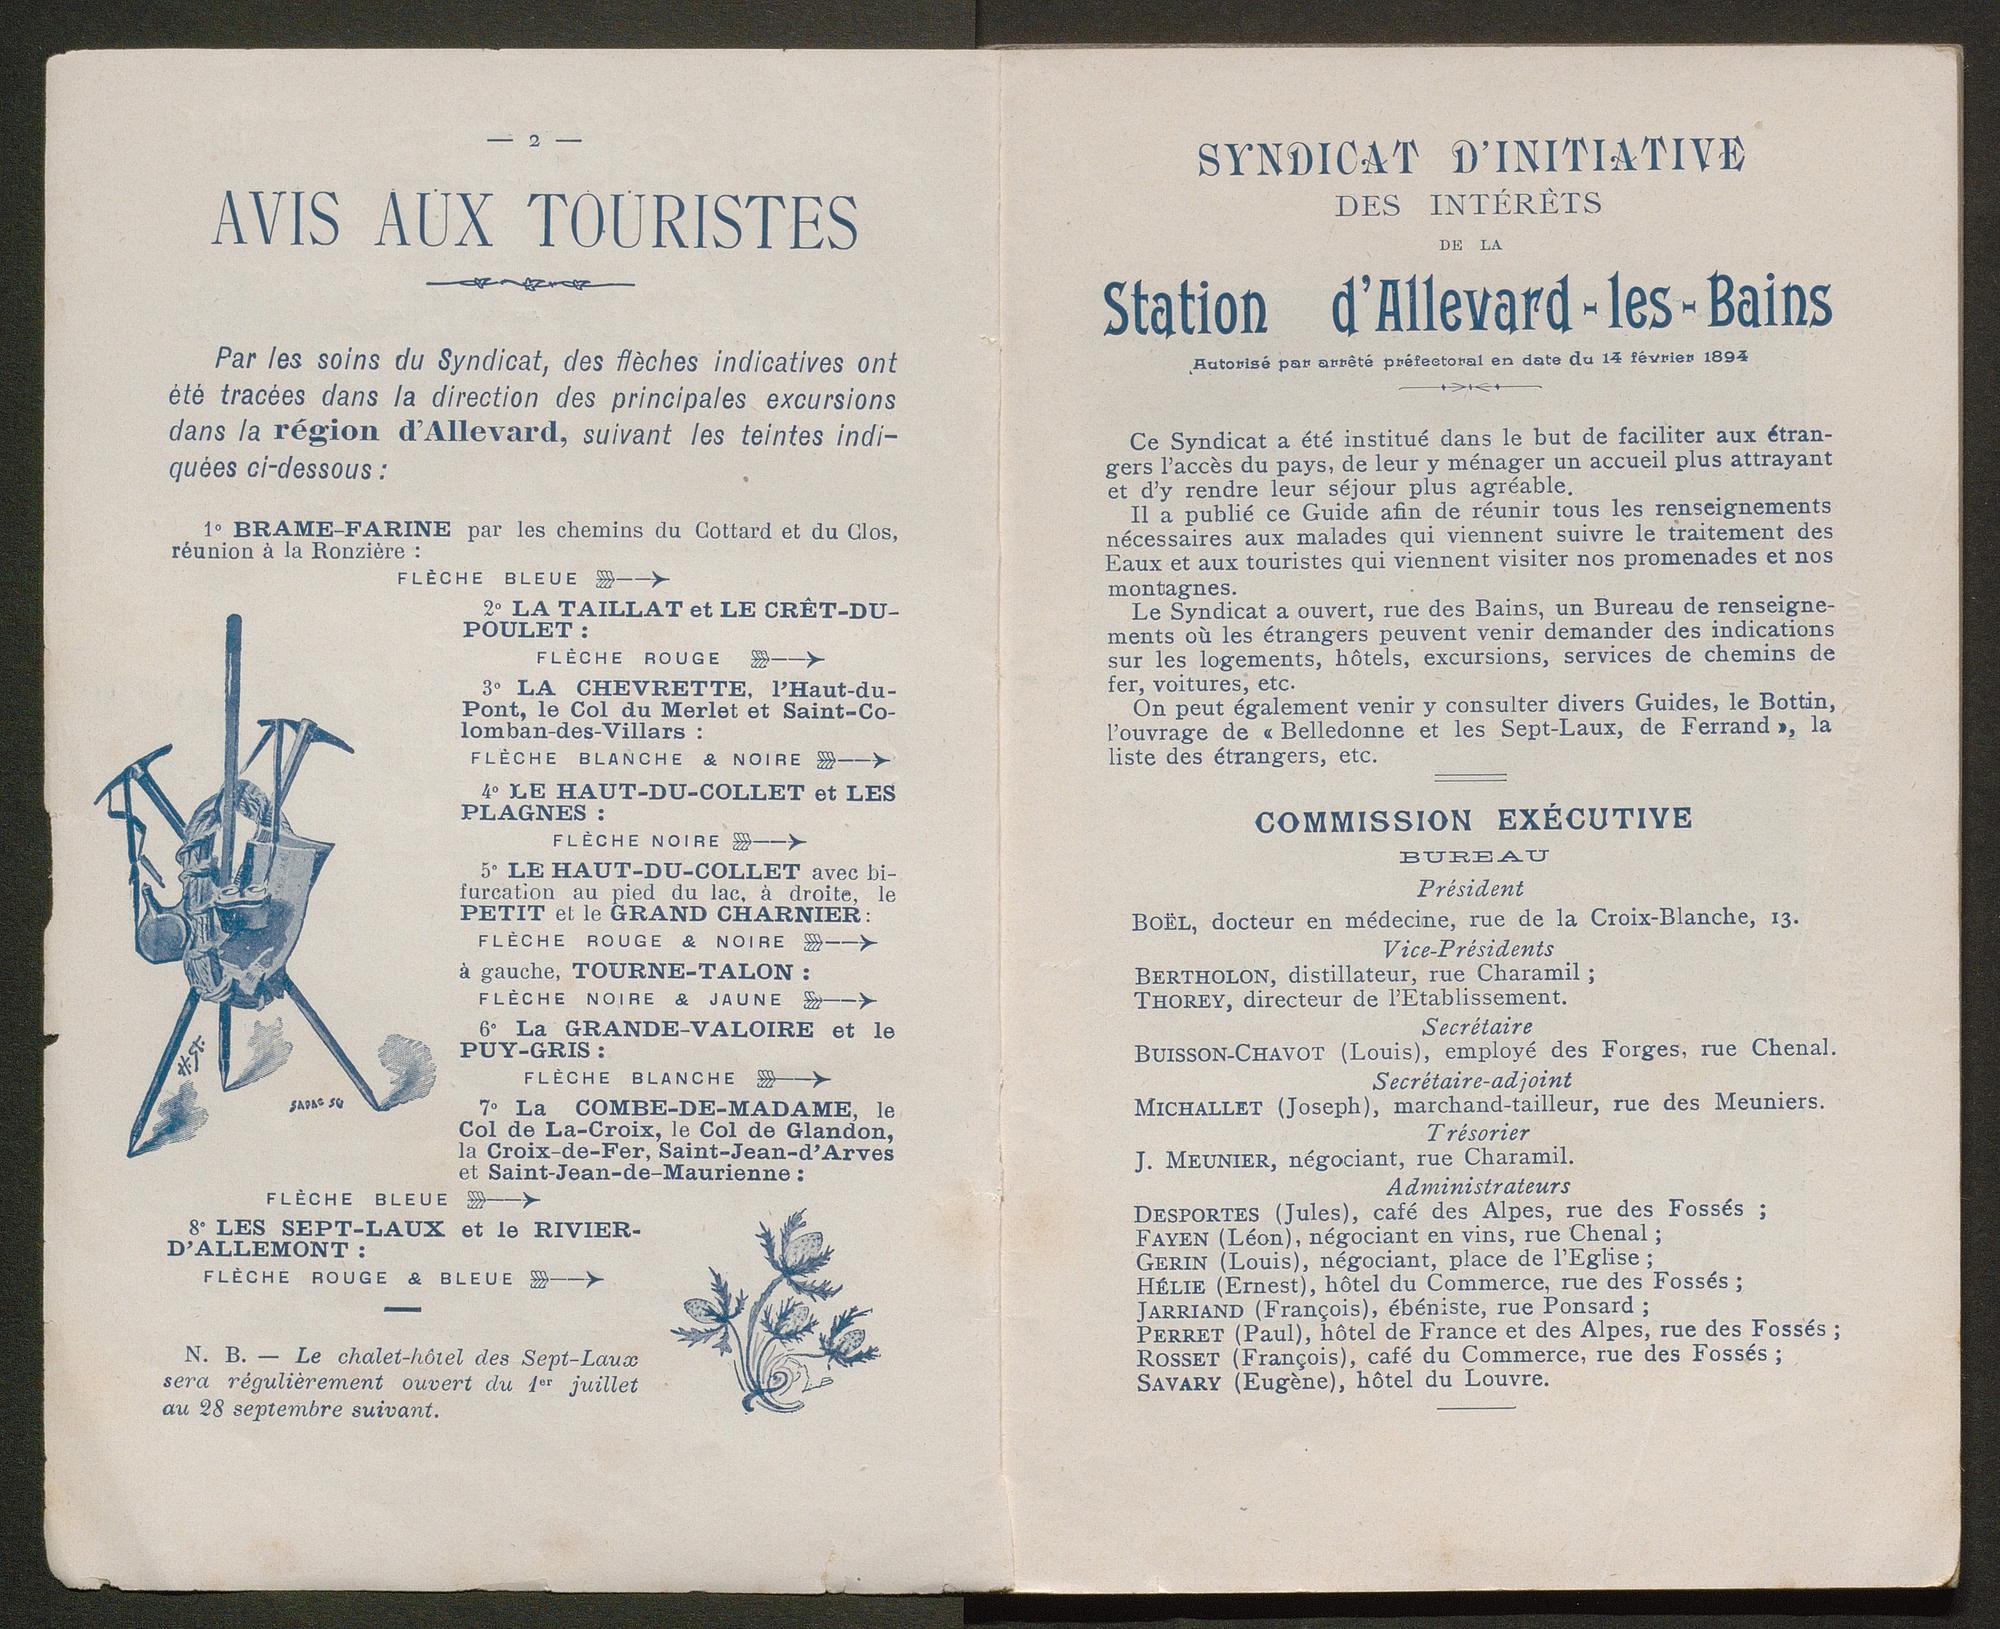 — 2 —
AVIS AUX TOURISTES
Par les soins du Syndicat, des flèches indicatives ont
été tracées dans la direction des principales excursions
dans la région d'Allevard, suivant les teintes indi-
quées ci-dessous :
1º BRAME-FARINE par les chemins du Cottard et du Clos,
réunion à la Ronzière :
FLÈCHE BLEUE
2º LA TAILLAT et LE CRÊT-DU-
POULET :
FLÈCHE ROUGE
3º LA CHEVRETTE, l'Haut-du-
Pont, le Col du Merlet et Saint-Co-
lomban-des-Villars :
FLÈCHE BLANCHE & NOIRE
4º LE HAUT-DU-COLLET et LES
PLAGNES :
FLÈCHE NOIRE
5º LE HAUT-DU-COLLET avec bi-
furcation au pied du lac, à droite, le
PETIT et le GRAND CHARNIER :
FLÈCHE ROUGE & NOIRE
à gauche, TOURNE-TALON :
FLÈCHE NOIRE & JAUNE
6º La GRANDE-VALOIRE et le
PUY-GRIS :
FLÈCHE BLANCHE
7º La COMBE-DE-MADAME, le
Col de La-Croix, le Col de Glandon,
la Croix-de-Fer, Saint-Jean-d'Arves
et Saint-Jean-de-Maurienne :
FLÈCHE BLEUE
8º LES SEPT-LAUX et le RIVIER-
D'ALLEMONT :
FLÈCHE ROUGE & BLEUE
N. B. — Le chalet-hôtel des Sept-Laux
sera régulièrement ouvert du 1er juillet
au 28 septembre suivant.
SYNDICAT D'INITIATIVE
DES INTÉRÊTS
DE LA
Station d'Allevard-les-Bains
Autorisé par arrêté préfectoral en date du 14 février 1894
Ce Syndicat a été institué dans le but de faciliter aux étran-
gers l'accès du pays, de leur y ménager un accueil plus attrayant
et d'y rendre leur séjour plus agréable.
Il a publié ce Guide afin de réunir tous les renseignements
nécessaires aux malades qui viennent suivre le traitement des
Eaux et aux touristes qui viennent visiter nos promenades et nos
montagnes.
Le Syndicat a ouvert, rue des Bains, un Bureau de renseigne-
ments où les étrangers peuvent venir demander des indications
sur les logements, hôtels, excursions, services de chemins de
fer, voitures, etc.
On peut également venir y consulter divers Guides, le Bottin,
l'ouvrage de « Belledonne et les Sept-Laux, de Ferrand », la
liste des étrangers, etc.
COMMISSION EXÉCUTIVE
BUREAU
Président
BOËL, docteur en médecine, rue de la Croix-Blanche, 13.
Vice-Présidents
BERTHOLON, distillateur, rue Charamil ;
THOREY, directeur de l'Etablissement.
Secrétaire
BUISSON-CHAVOT (Louis), employé des Forges, rue Chenal.
Secrétaire-adjoint
MICHALLET (Joseph), marchand-tailleur, rue des Meuniers.
Trésorier
J. MEUNIER, négociant, rue Charamil.
Administrateurs
DESPORTES (Jules), café des Alpes, rue des Fossés ;
FAYEN (Léon), négociant en vins, rue Chenal ;
GERIN (Louis), négociant, place de l'Eglise ;
HÉLIE (Ernest), hôtel du Commerce, rue des Fossés ;
JARRIAND (François), ébéniste, rue Ponsard ;
PERRET (Paul), hôtel de France et des Alpes, rue des Fossés ;
ROSSET (François), café du Commerce, rue des Fossés ;
SAVARY (Eugène), hôtel du Louvre.